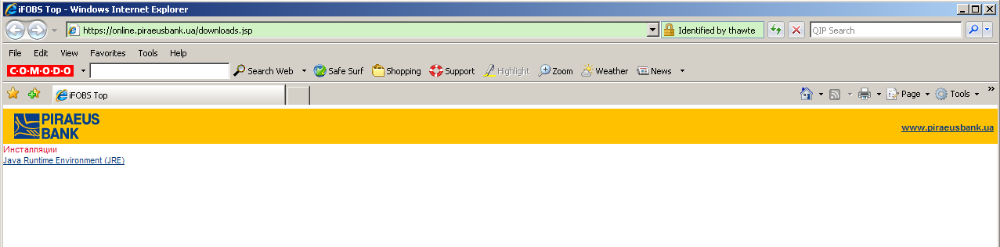 iFOBS Top - Windows Internet Explorer
https://online.piraeusbank.ua/downloads.jsp Identified by thawte QIP Search
File Edit View Favorites Tools Help
C·O·M·O·D·O Search Web Safe Surf Shopping Support Highlight Zoom Weather News
iFOBS Top Page Tools »
PIRAEUS
BANK
www.piraeusbank.ua
Инсталляции
Java Runtime Environment (JRE)